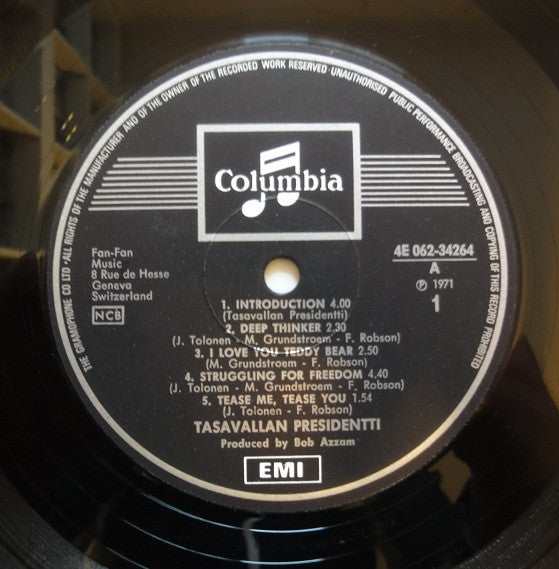 THE GRAMOPHONE CO LTD·ALL RIGHTS OF THE MANUFACTURER AND OF THE OWNER OF THE RECORDED WORK RESERVED·UNAUTHORISED PUBLIC PERFORMANCE BROADCASTING AND COPYING OF THIS RECORD PROHIBITED
Columbia
Fan-Fan
Music
8 Rue de Hesse
Geneva
Switzerland
NCB
4E 062-34264
A
℗ 1971
1
1. INTRODUCTION 4.00
(Tasavallan Presidentti)
2. DEEP THINKER 2.30
(J. Tolonen - M. Grundstroem - F. Robson)
3. I LOVE YOU TEDDY BEAR 2.50
(M. Grundstroem - F. Robson)
4. STRUGGLING FOR FREEDOM 4.40
(J. Tolonen - M. Grundstroem - F. Robson)
5. TEASE ME, TEASE YOU 1.54
(J. Tolonen - F. Robson)
TASAVALLAN PRESIDENTTI
Produced by Bob Azzam
EMI